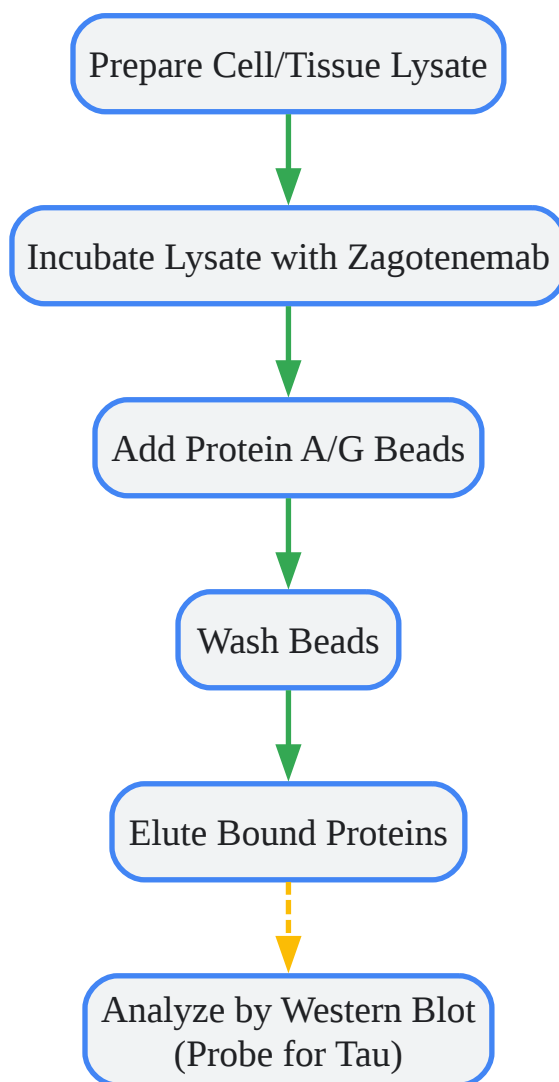 Prepare Cell/Tissue Lysate
Incubate Lysate with Zagotenemab
Add Protein A/G Beads
Wash Beads
Elute Bound Proteins
Analyze by Western Blot
(Probe for Tau)